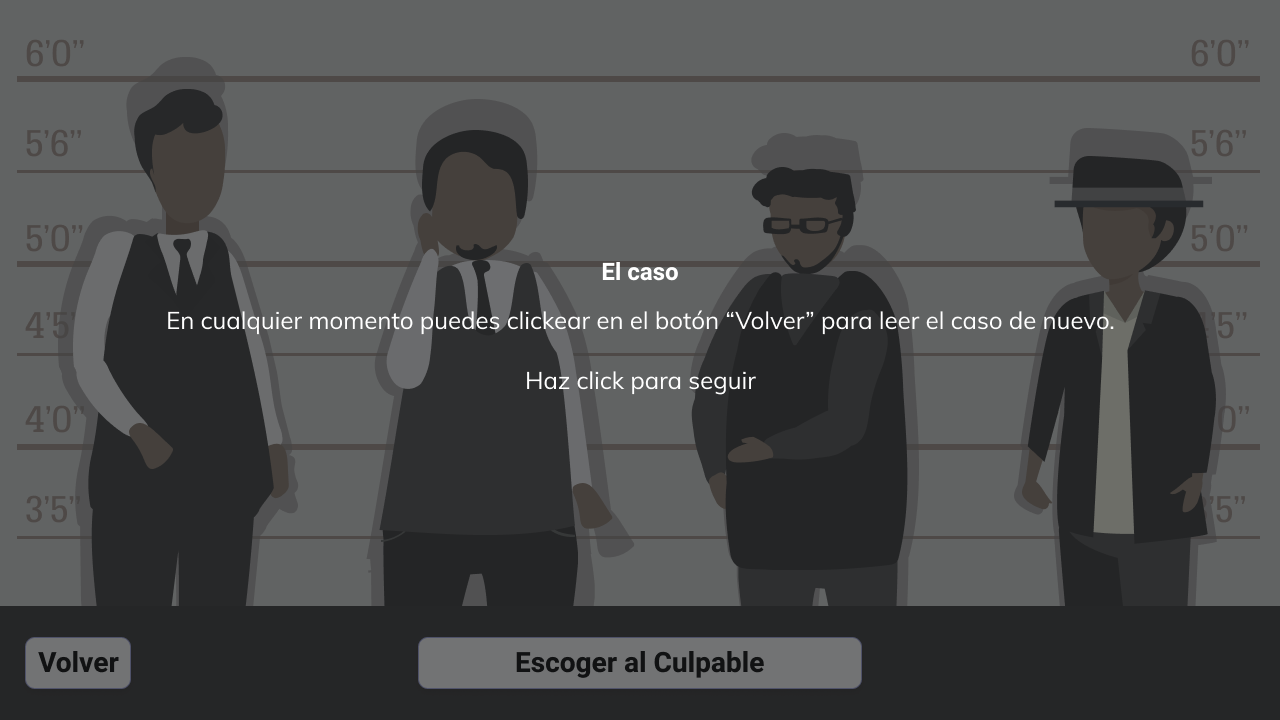 6’0”
6’0”
5’6”
5’6”
5’0”
5’0”
El caso
En cualquier momento puedes clickear en el botón “Volver” para leer el caso de nuevo.
4’5
’5”
Haz click para seguir
4’0”
0”
3’5”
’5”
Volver
Escoger al Culpable